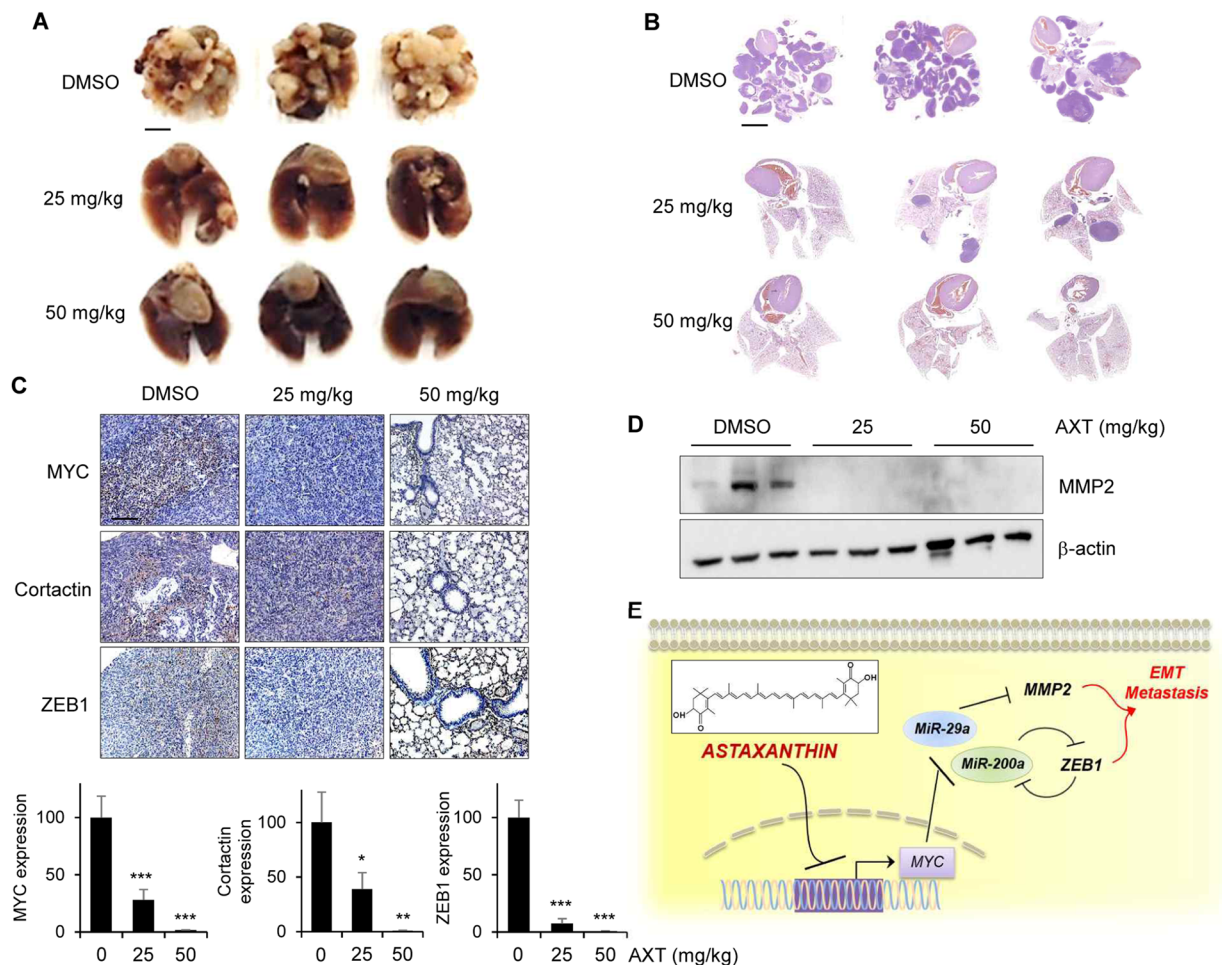 A
DMSO
25 mg/kg
50 mg/kg
B
DMSO
25 mg/kg
50 mg/kg
C
DMSO 25 mg/kg 50 mg/kg
MYC
Cortactin
ZEB1
MYC expression
100
50
0
***
***
0 25 50
Cortactin
expression
100
50
0
*
**
0 25 50
ZEB1 expression
100
50
0
***
***
0 25 50 AXT (mg/kg)
D
DMSO 25 50 AXT (mg/kg)
MMP2
β-actin
E
O
OH
HO
O
ASTAXANTHIN
MMP2
EMT
Metastasis
MiR-29a
MiR-200a
ZEB1
MYC